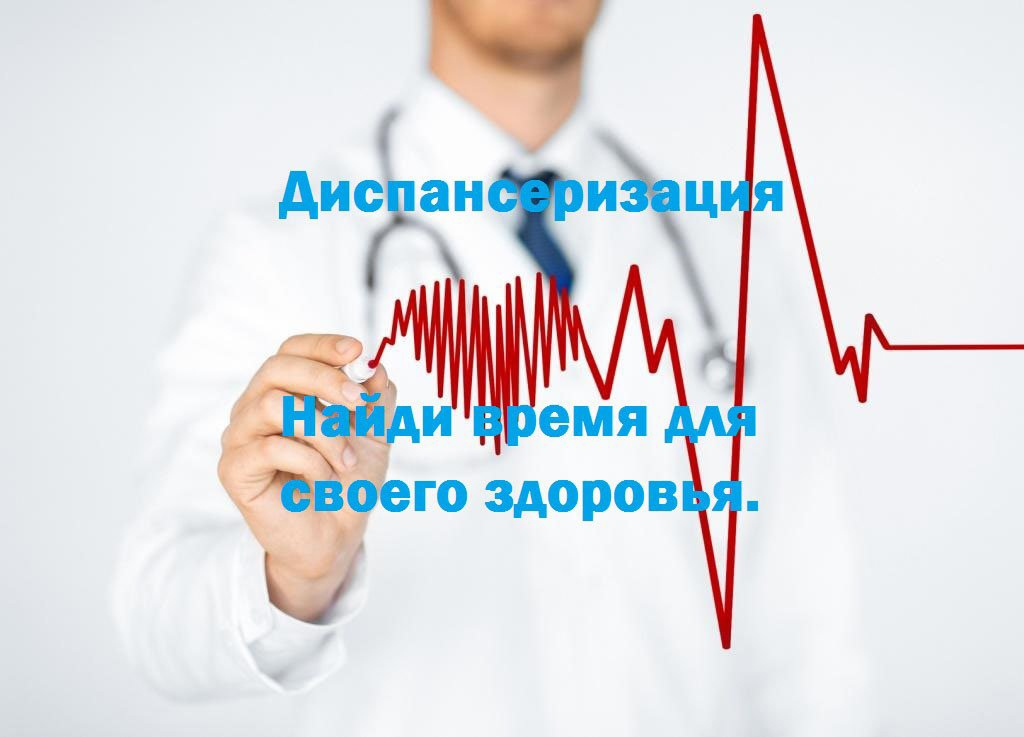 Диспансеризация
Найди время для
своего здоровья.